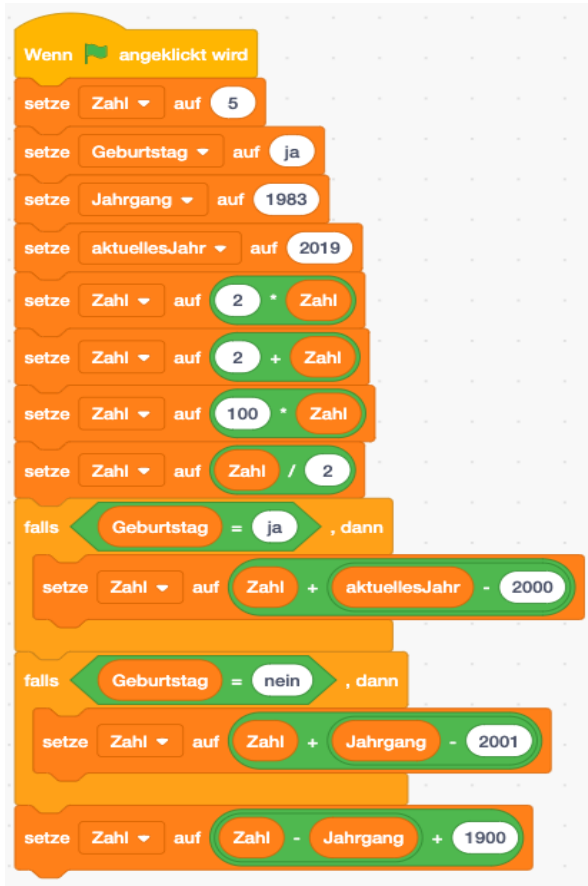 Wenn angeklickt wird
setze Zahl auf 5
setze Geburtstag auf ja
setze Jahrgang auf 1983
setze aktuellesJahr auf 2019
setze Zahl auf 2 * Zahl
setze Zahl auf 2 + Zahl
setze Zahl auf 100 * Zahl
setze Zahl auf Zahl / 2
falls Geburtstag = ja , dann
setze Zahl auf Zahl + aktuellesJahr - 2000
falls Geburtstag = nein , dann
setze Zahl auf Zahl + Jahrgang - 2001
setze Zahl auf Zahl - Jahrgang + 1900